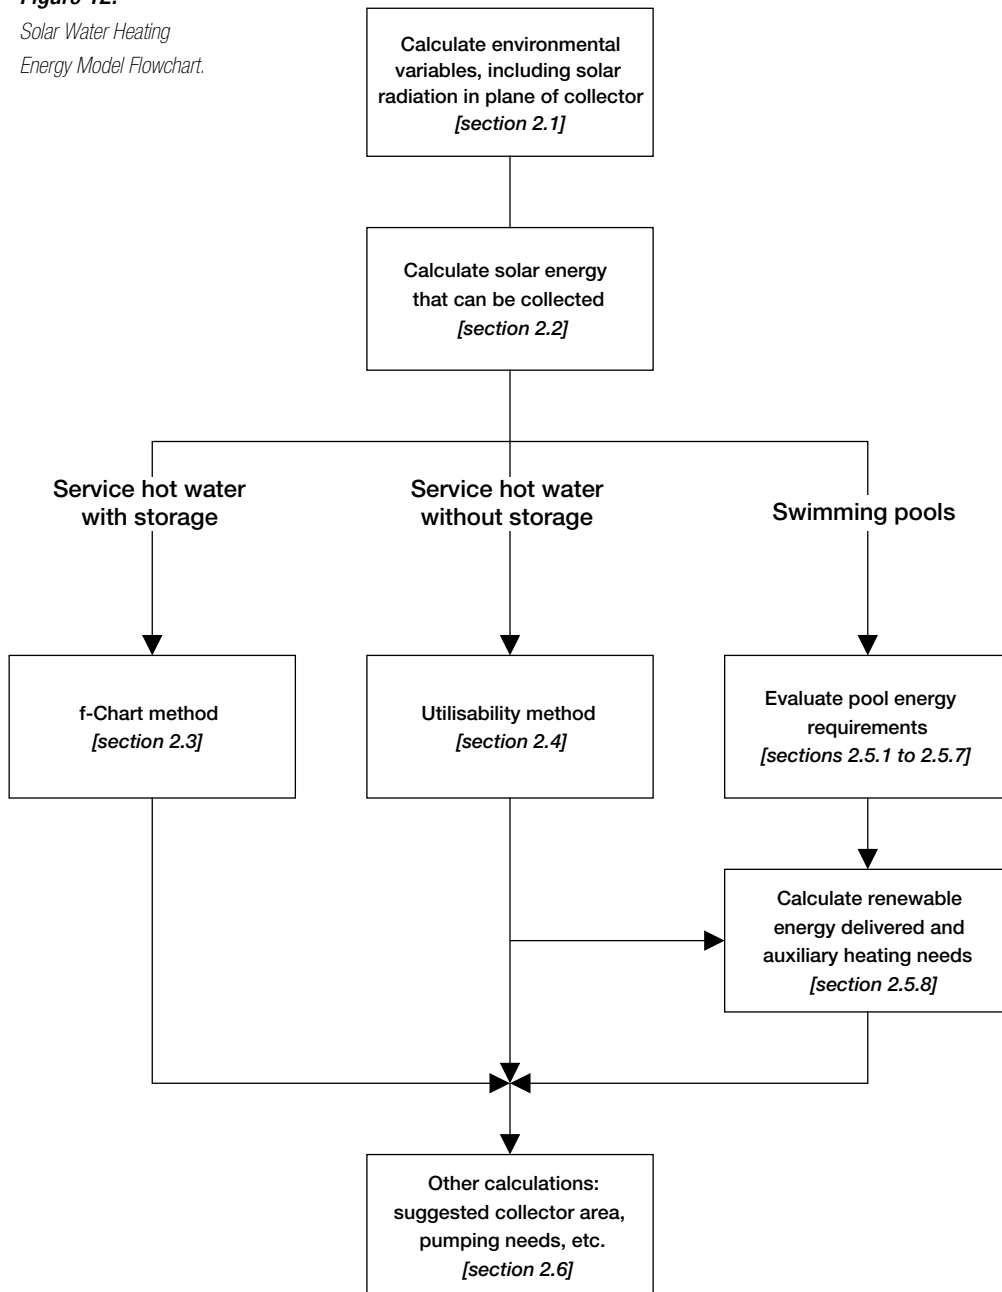 Figure 12.
Solar Water Heating
Energy Model Flowchart.
Calculate environmental
variables, including solar
radiation in plane of collector
[section 2.1]
Calculate solar energy
that can be collected
[section 2.2]
Service hot water
with storage
Service hot water
without storage
Swimming pools
f-Chart method
[section 2.3]
Utilisability method
[section 2.4]
Evaluate pool energy
requirements
[sections 2.5.1 to 2.5.7]
Calculate renewable
energy delivered and
auxiliary heating needs
[section 2.5.8]
Other calculations:
suggested collector area,
pumping needs, etc.
[section 2.6]